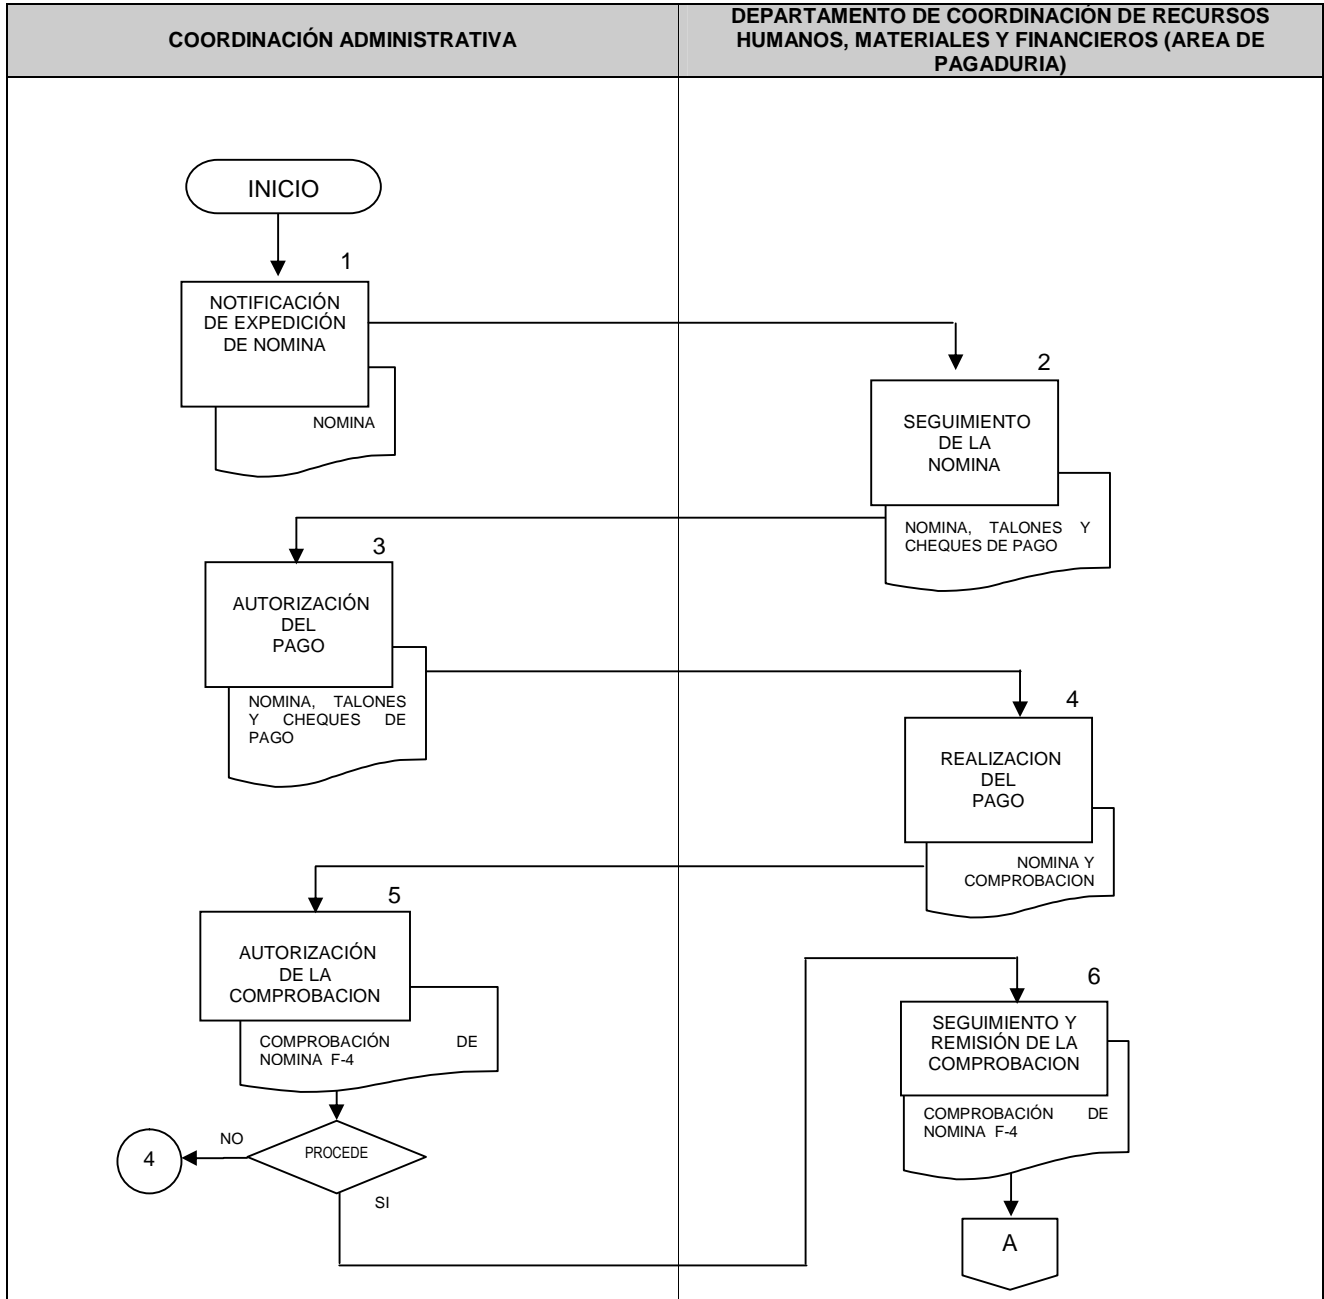 COORDINACIÓN ADMINISTRATIVA
DEPARTAMENTO DE COORDINACIÓN DE RECURSOS
HUMANOS, MATERIALES Y FINANCIEROS (AREA DE
PAGADURIA)
INICIO
1
NOTIFICACIÓN
DE EXPEDICIÓN
DE NOMINA
NOMINA
2
SEGUIMIENTO
DE LA
NOMINA
NOMINA, TALONES Y
CHEQUES DE PAGO
3
AUTORIZACIÓN
DEL
PAGO
NOMINA, TALONES
Y CHEQUES DE
PAGO
4
REALIZACION
DEL
PAGO
NOMINA Y
COMPROBACION
5
AUTORIZACIÓN
DE LA
COMPROBACION
COMPROBACIÓN DE
NOMINA F-4
PROCEDE
NO
4
SI
6
SEGUIMIENTO Y
REMISIÓN DE LA
COMPROBACION
COMPROBACIÓN DE
NOMINA F-4
A